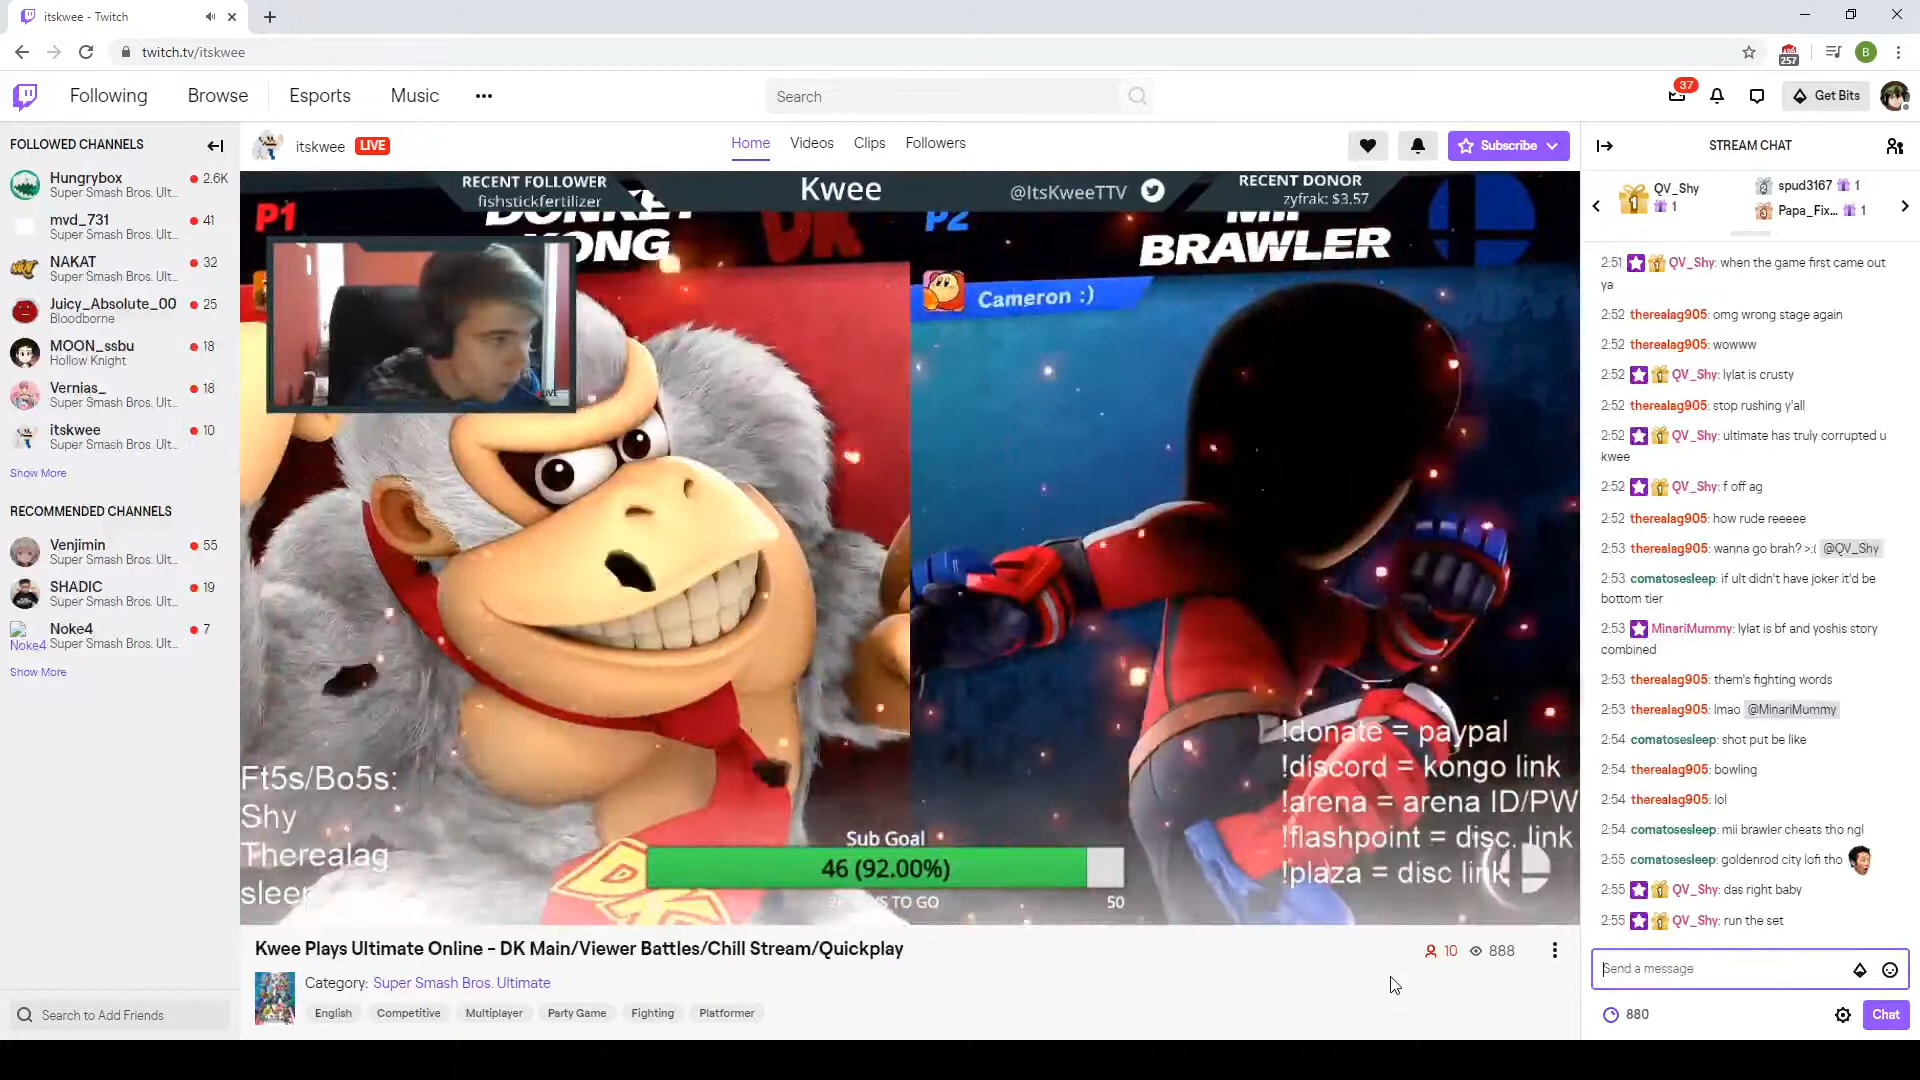 itskwee - Twitch
twitch.tv/itskwee
257
B
Following
Browse
Esports
Music
Search
37
Get Bits
FOLLOWED CHANNELS
Hungrybox
2.6K
Super Smash Bros. Ult...
mvd_731
41
Super Smash Bros. Ult...
NAKAT
32
Super Smash Bros. Ult...
Juicy_Absolute_00
25
Bloodborne
MOON_ssbu
18
Hollow Knight
Vernias_
18
Super Smash Bros. Ult...
itskwee
10
Super Smash Bros. Ult...
Show More
RECOMMENDED CHANNELS
Venjimin
55
Super Smash Bros. Ult...
SHADIC
19
Super Smash Bros. Ult...
Noke4
7
Noke4
Super Smash Bros. Ult...
Show More
Search to Add Friends
itskwee
LIVE
Home
Videos
Clips
Followers
Subscribe
RECENT FOLLOWER
fishstickfertilizer
Kwee
@ItsKweeTTV
RECENT DONOR
zyfrak: $3.57
P1
DONKEY
KONG
DK
P2
MII
BRAWLER
Cameron :)
LIVE
Ft5s/Bo5s:
Shy
Therealag
sleep
!donate = paypal
!discord = kongo link
!arena = arena ID/PW
!flashpoint = disc. link
!plaza = disc link
Sub Goal
46 (92.00%)
TO GO
50
Kwee Plays Ultimate Online - DK Main/Viewer Battles/Chill Stream/Quickplay
10
888
Category: Super Smash Bros. Ultimate
English
Competitive
Multiplayer
Party Game
Fighting
Platformer
STREAM CHAT
1
QV_Shy
1
2
spud3167
1
3
Papa_Fix...
1
2:51 QV_Shy: when the game first came out
ya
2:52 therealag905: omg wrong stage again
2:52 therealag905: wowww
2:52 QV_Shy: lylat is crusty
2:52 therealag905: stop rushing y'all
2:52 QV_Shy: ultimate has truly corrupted u
kwee
2:52 QV_Shy: f off ag
2:52 therealag905: how rude reeeee
2:53 therealag905: wanna go brah? >:( @QV_Shy
2:53 comatosesleep: if ult didn't have joker it'd be
bottom tier
2:53 MinariMummy: lylat is bf and yoshis story
combined
2:53 therealag905: them's fighting words
2:53 therealag905: lmao @MinariMummy
2:54 comatosesleep: shot put be like
2:54 therealag905: bowling
2:54 therealag905: lol
2:54 comatosesleep: mii brawler cheats tho ngl
2:55 comatosesleep: goldenrod city lofi tho
2:55 QV_Shy: das right baby
2:55 QV_Shy: run the set
Send a message
880
Chat